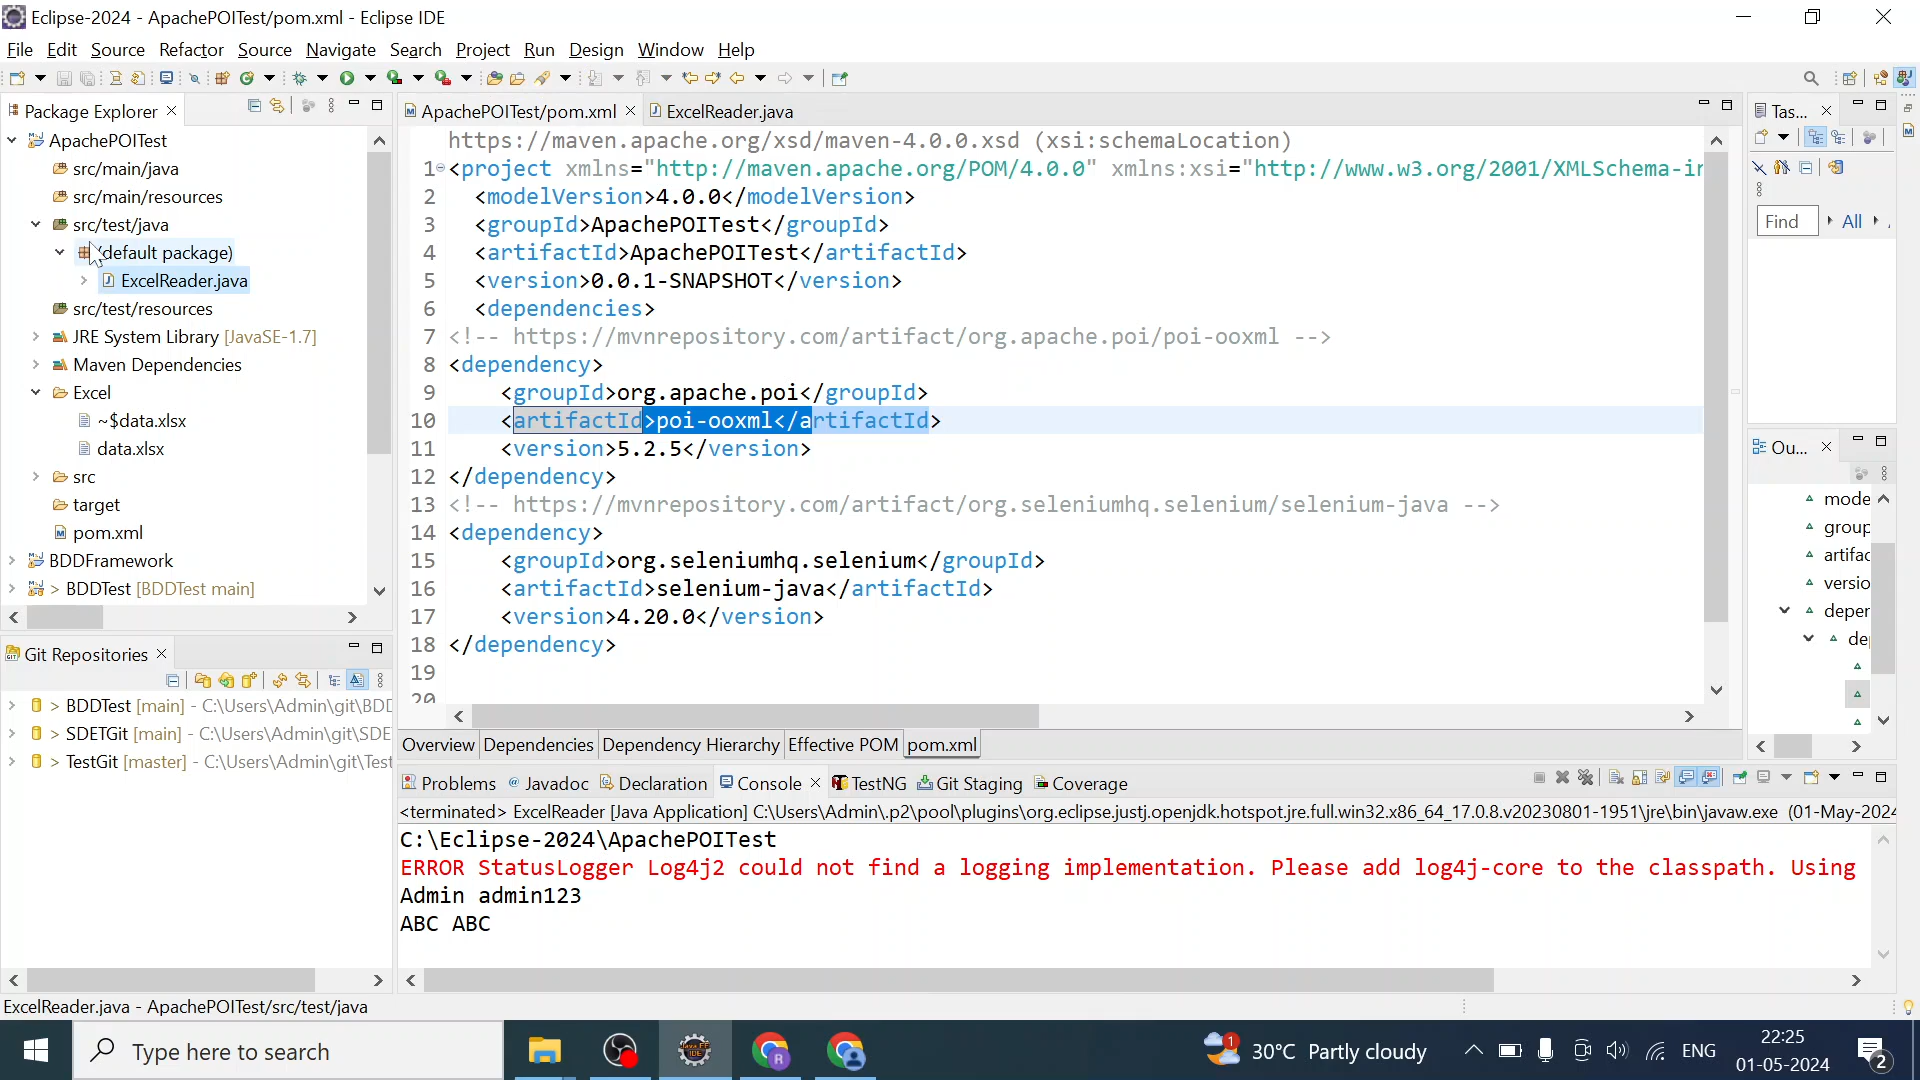 Eclipse-2024 - ApachePOITest/pom.xml - Eclipse IDE
File Edit Source Refactor Source Navigate Search Project Run Design Window Help
Package Explorer
ApachePOITest
src/main/java
src/main/resources
src/test/java
(default package)
ExcelReader.java
src/test/resources
JRE System Library [JavaSE-1.7]
Maven Dependencies
Excel
~$data.xlsx
data.xlsx
src
target
pom.xml
BDDFramework
> BDDTest [BDDTest main]
Git Repositories
> BDDTest [main] - C:\Users\Admin\git\BDD
> SDETGit [main] - C:\Users\Admin\git\SDE
> TestGit [master] - C:\Users\Admin\git\Test
ApachePOITest/pom.xml ExcelReader.java
https://maven.apache.org/xsd/maven-4.0.0.xsd (xsi:schemaLocation)
1 <project xmlns="http://maven.apache.org/POM/4.0.0" xmlns:xsi="http://www.w3.org/2001/XMLSchema-in
2 <modelVersion>4.0.0</modelVersion>
3 <groupId>ApachePOITest</groupId>
4 <artifactId>ApachePOITest</artifactId>
5 <version>0.0.1-SNAPSHOT</version>
6 <dependencies>
7 <!-- https://mvnrepository.com/artifact/org.apache.poi/poi-ooxml -->
8 <dependency>
9 <groupId>org.apache.poi</groupId>
10 <artifactId>poi-ooxml</artifactId>
11 <version>5.2.5</version>
12 </dependency>
13 <!-- https://mvnrepository.com/artifact/org.seleniumhq.selenium/selenium-java -->
14 <dependency>
15 <groupId>org.seleniumhq.selenium</groupId>
16 <artifactId>selenium-java</artifactId>
17 <version>4.20.0</version>
18 </dependency>
19
20
Overview Dependencies Dependency Hierarchy Effective POM pom.xml
Tas...
Find All
Ou...
mode
group
artifac
versio
deper
de
Problems Javadoc Declaration Console TestNG Git Staging Coverage
<terminated> ExcelReader [Java Application] C:\Users\Admin\.p2\pool\plugins\org.eclipse.justj.openjdk.hotspot.jre.full.win32.x86_64_17.0.8.v20230801-1951\jre\bin\javaw.exe (01-May-2024
C:\Eclipse-2024\ApachePOITest
ERROR StatusLogger Log4j2 could not find a logging implementation. Please add log4j-core to the classpath. Using
Admin admin123
ABC ABC
ExcelReader.java - ApachePOITest/src/test/java
Type here to search
1
30°C Partly cloudy
ENG
22:25
01-05-2024
2